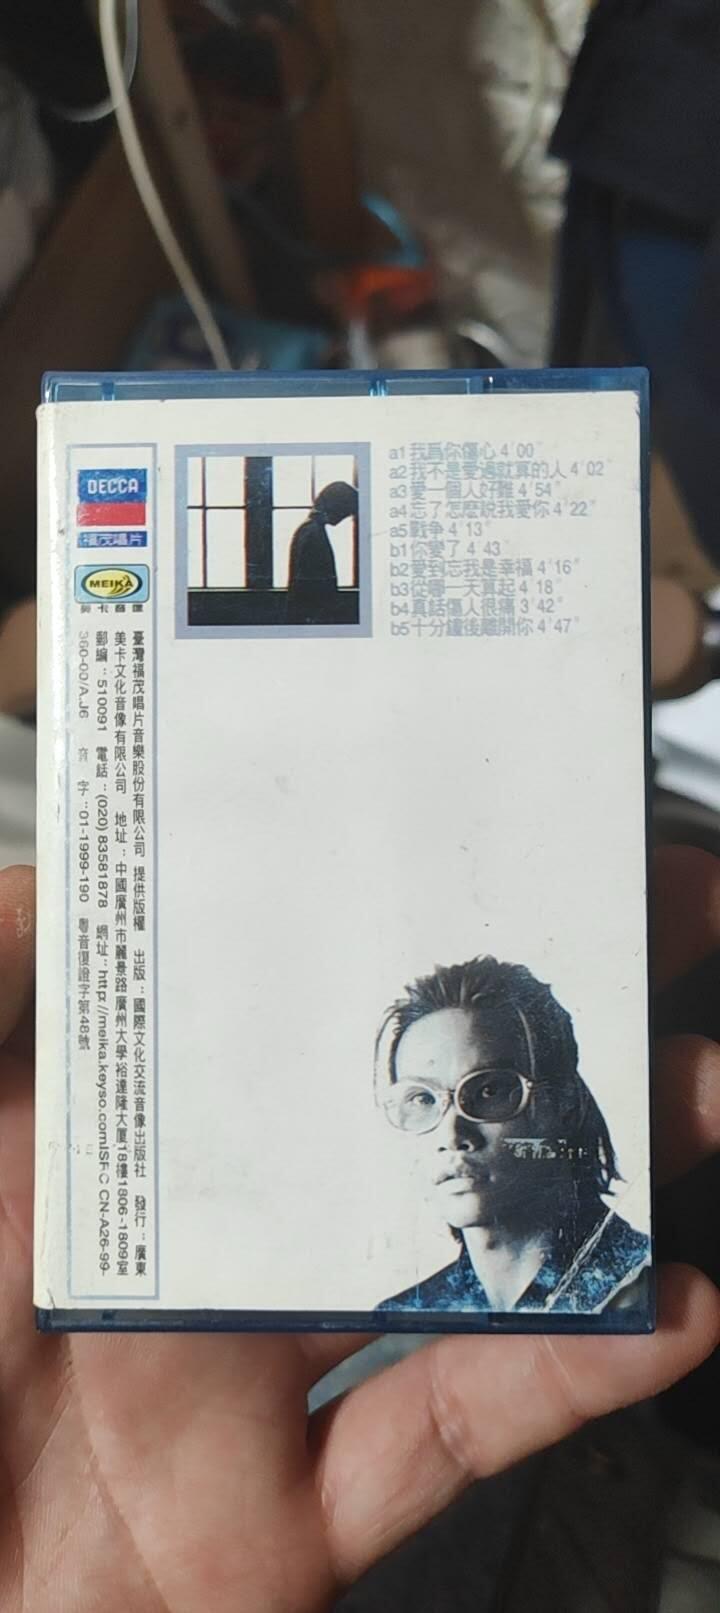 DECCA
福茂唱片
MEIKA
美卡音像
a1 我爲你傷心 4'00"
a2 我不是愛過就算的人 4'02"
a3 愛一個人好難 4'54"
a4 忘了怎麽說我愛你 4'22"
a5 戰爭 4'13"
b1 你變了 4'43"
b2 愛到忘我是幸福 4'16"
b3 從哪一天算起 4'18"
b4 真話傷人很痛 3'42"
b5 十分鐘後離開你 4'47"
臺灣福茂唱片音樂股份有限公司 提供版權 出版：國際文化交流音像出版社 發行：廣東
美卡文化音像有限公司 地址：中國廣州市麗景路廣州大學裕達隆大厦18樓1806-1809室
郵編：510091 電話：(020)83581878 網址：http://meika.keyso.com ISRC CN-A26-99-
360-00/A.J6 音 字：01-1999-190 粵音復證字第48號